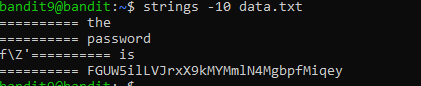 bandit9@bandit:~$ strings -10 data.txt
========== the
========== password
f\Z'========== is
========== FGUW5ilLVJrxX9kMYMmlN4MgbpfMiqey
bandit9@bandit:~$